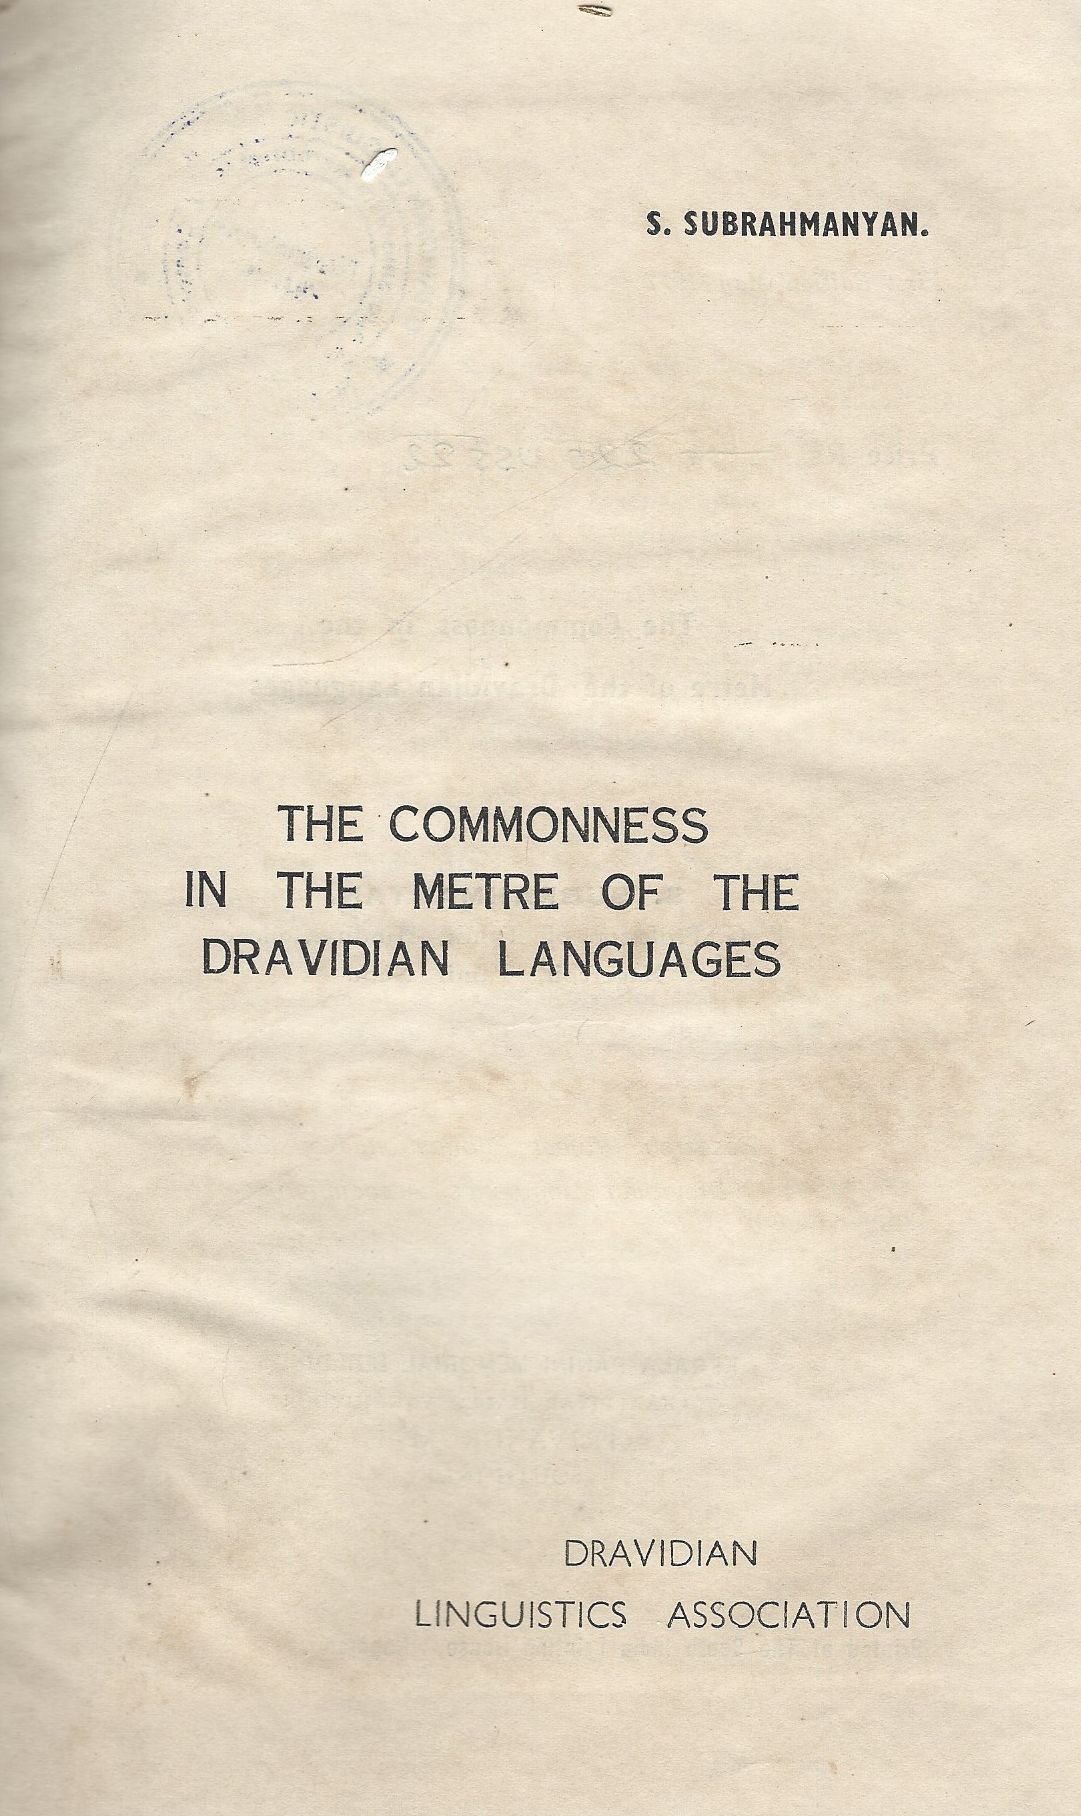 S. SUBRAHMANYAN.
THE COMMONNESS
IN THE METRE OF THE
DRAVIDIAN LANGUAGES
DRAVIDIAN
LINGUISTICS ASSOCIATION